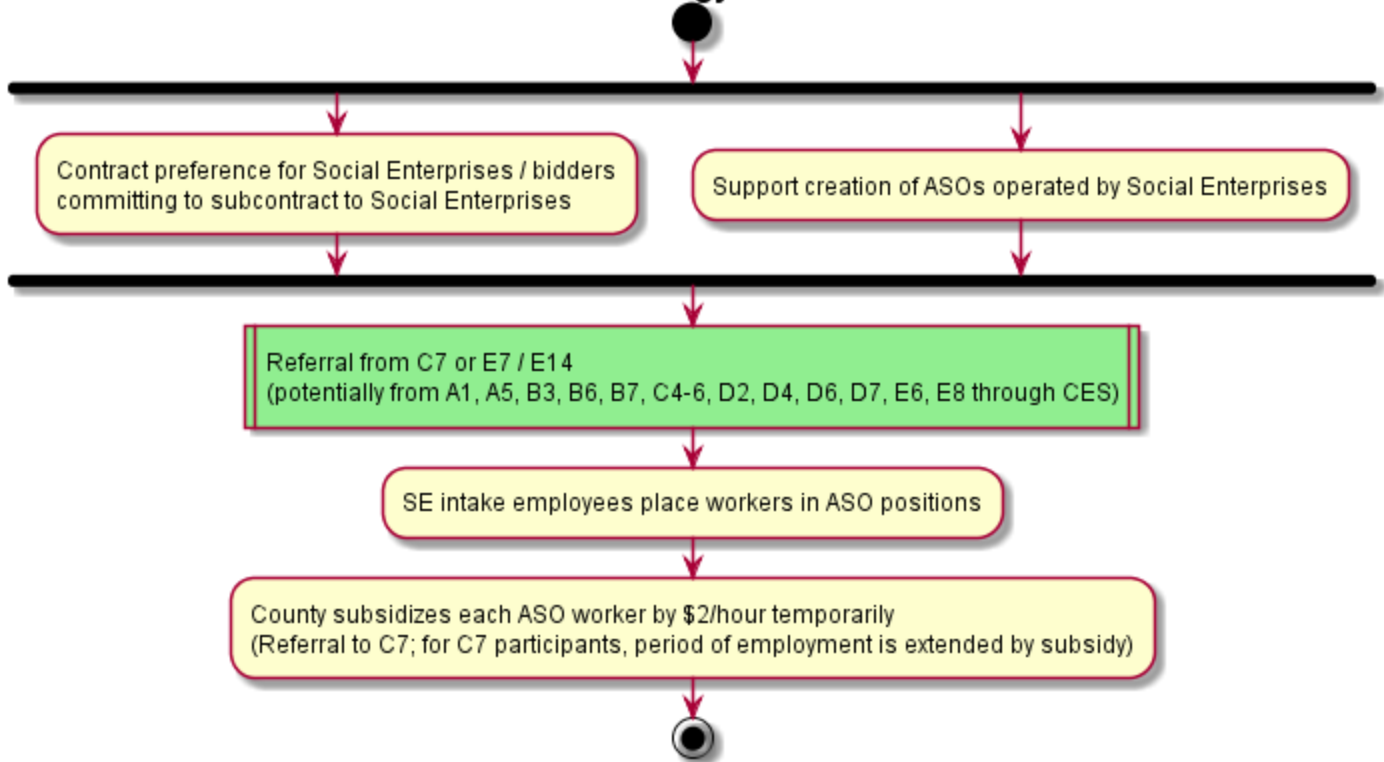 Contract preference for Social Enterprises / bidders
committing to subcontract to Social Enterprises
Support creation of ASOs operated by Social Enterprises
Referral from C7 or E7 / E14
(potentially from A1, A5, B3, B6, B7, C4-6, D2, D4, D6, D7, E6, E8 through CES)
SE intake employees place workers in ASO positions
County subsidizes each ASO worker by $2/hour temporarily
(Referral to C7; for C7 participants, period of employment is extended by subsidy)